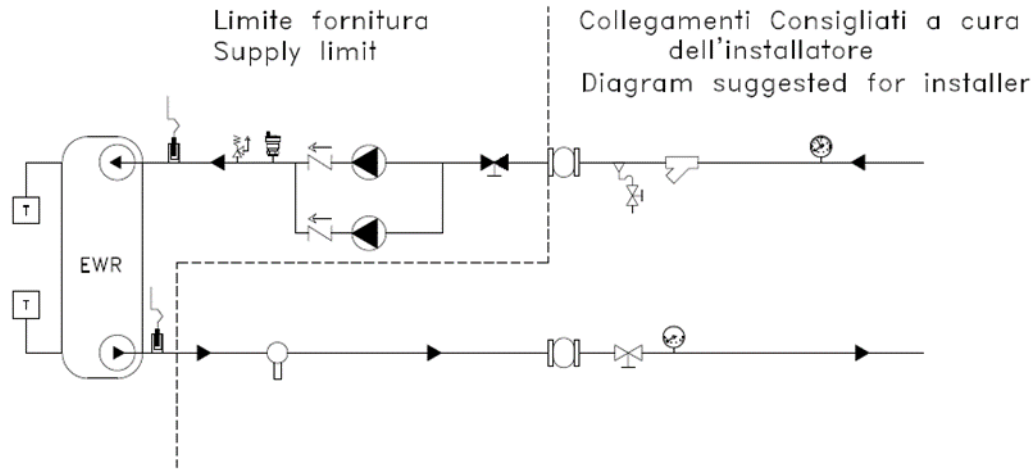 Limite fornitura
Supply limit
Collegamenti Consigliati a cura
dell'installatore
Diagram suggested for installer
T
EWR
T